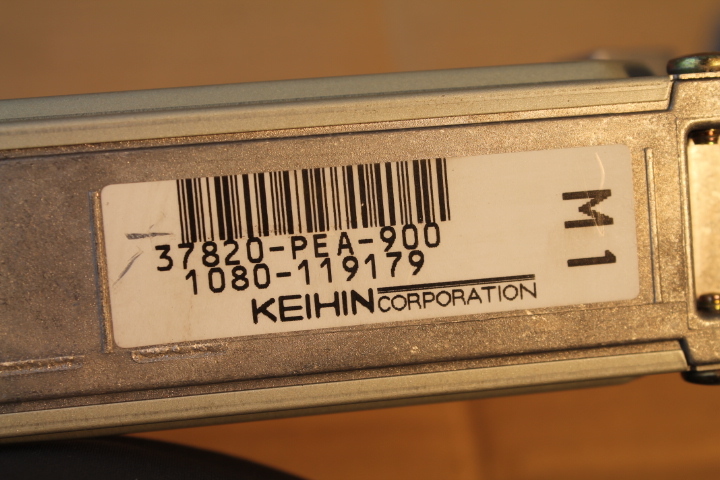 37820-PEA-900
1080-119179
KEIHIN CORPORATION
M1